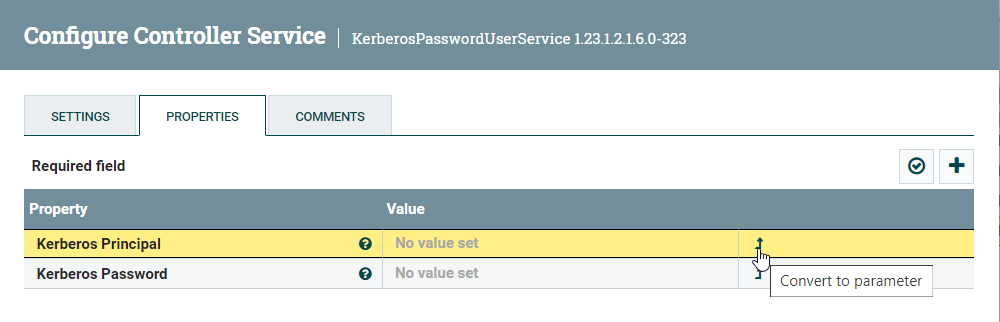 Configure Controller Service | KerberosPasswordUserService 1.23.1.2.1.6.0-323
SETTINGS PROPERTIES COMMENTS
Required field
Property Value
Kerberos Principal No value set
Kerberos Password No value set
Convert to parameter